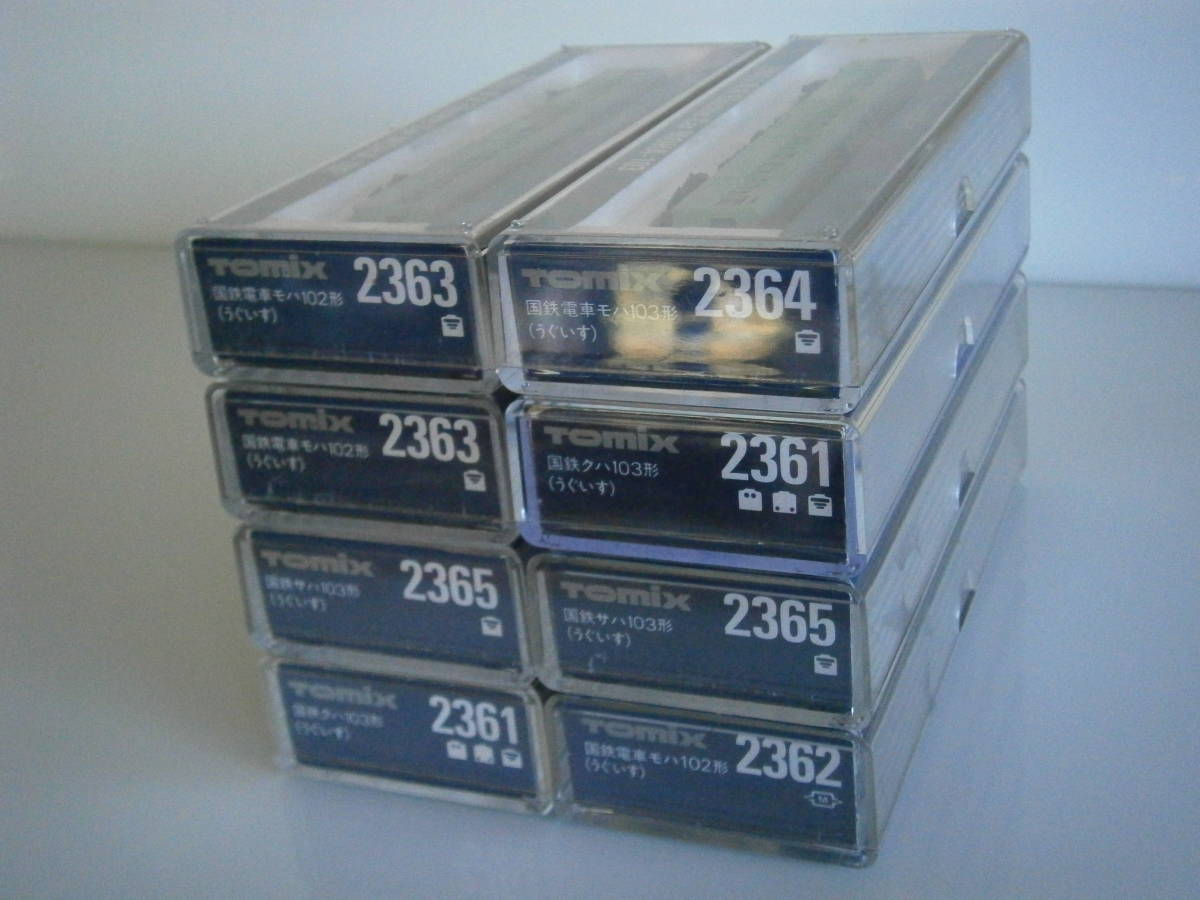 TOMIX 2363
国鉄電車モハ102形
(うぐいす)
TOMIX 2364
国鉄電車モハ103形
(うぐいす)
TOMIX 2363
国鉄電車モハ102形
(うぐいす)
TOMIX 2361
国鉄クハ103形
(うぐいす)
TOMIX 2365
国鉄サハ103形
(うぐいす)
TOMIX 2365
国鉄サハ103形
(うぐいす)
TOMIX 2361
国鉄クハ103形
(うぐいす)
TOMIX 2362
国鉄電車モハ102形
(うぐいす)
M